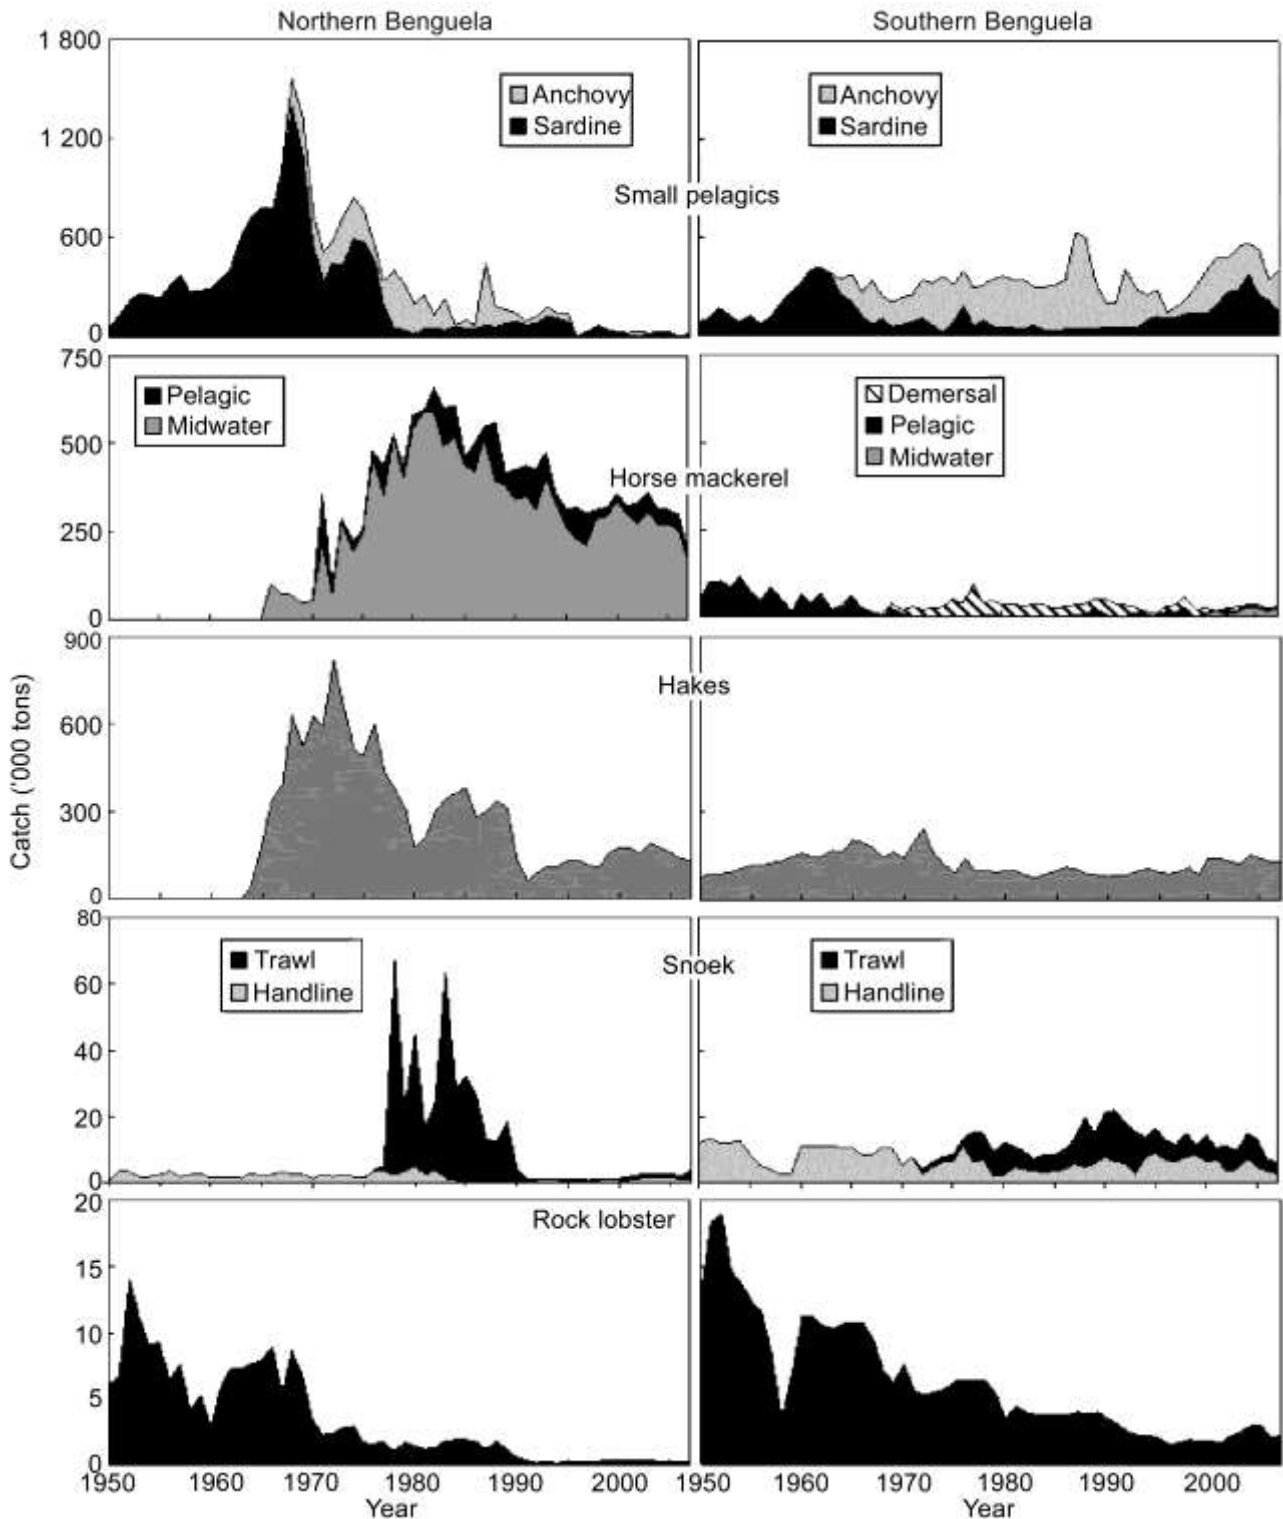 Northern Benguela
Southern Benguela
1 800
1 200
600
0
Anchovy
Sardine
Anchovy
Sardine
Small pelagics
750
500
250
0
Pelagic
Midwater
Demersal
Pelagic
Midwater
Horse mackerel
900
600
300
0
Hakes
Catch ('000 tons)
80
60
40
20
0
Trawl
Handline
Trawl
Handline
Snoek
20
15
10
5
0
Rock lobster
1950 1960 1970 1980 1990 2000 1950 1960 1970 1980 1990 2000
Year
Year